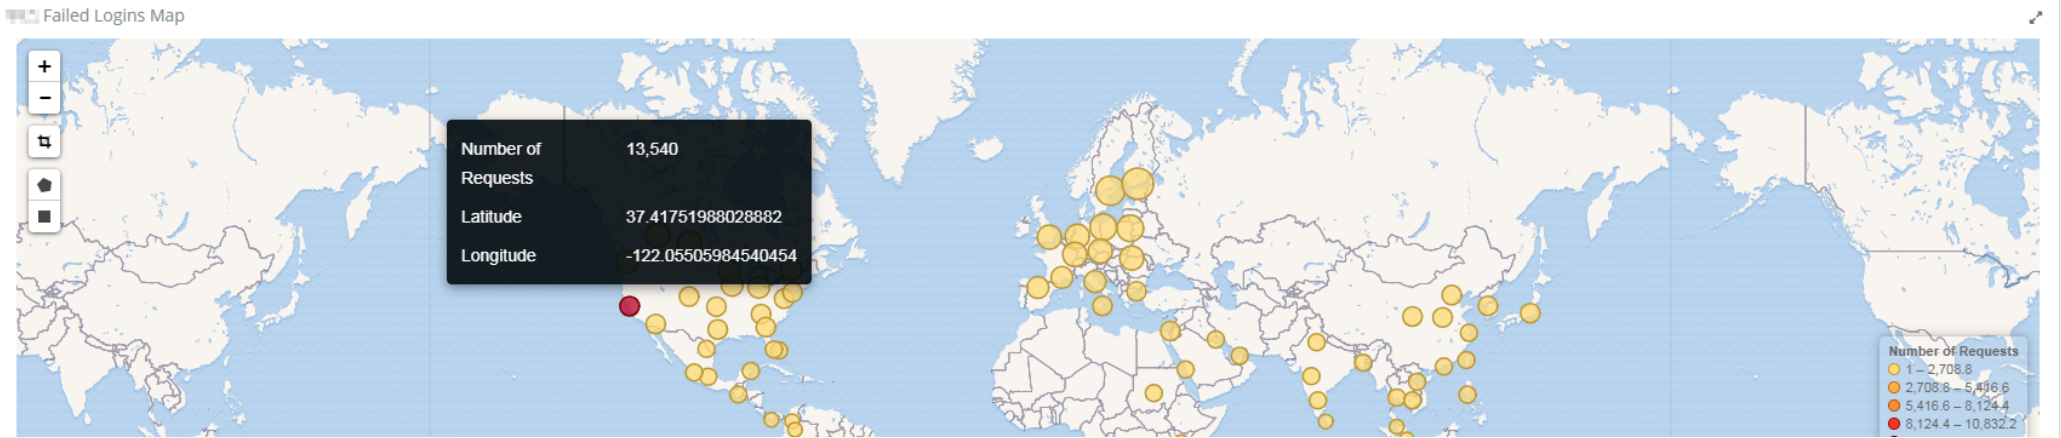 Failed Logins Map
+
−
Number of Requests 13,540
Latitude 37.41751988028882
Longitude -122.05505984540454
Number of Requests
1 – 2,708.8
2,708.8 – 5,416.6
5,416.6 – 8,124.4
8,124.4 – 10,832.2